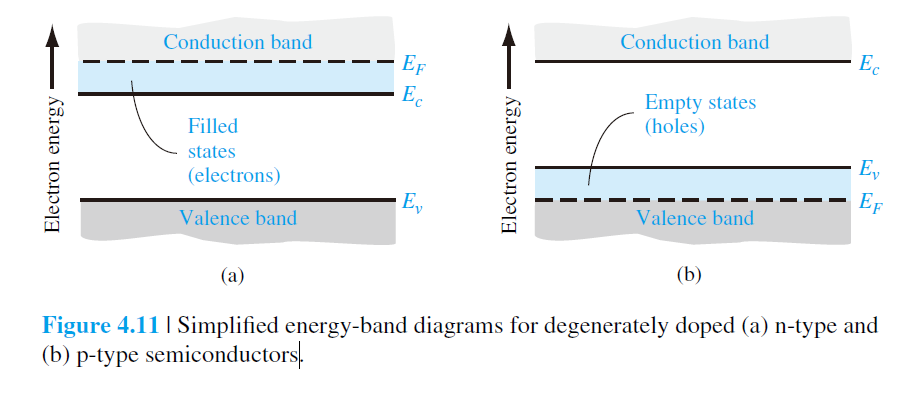 Electron energy
Conduction band
E_F
E_c
Filled
states
(electrons)
E_v
Valence band
(a)
Electron energy
Conduction band
E_c
Empty states
(holes)
E_v
E_F
Valence band
(b)
Figure 4.11 | Simplified energy-band diagrams for degenerately doped (a) n-type and
(b) p-type semiconductors.